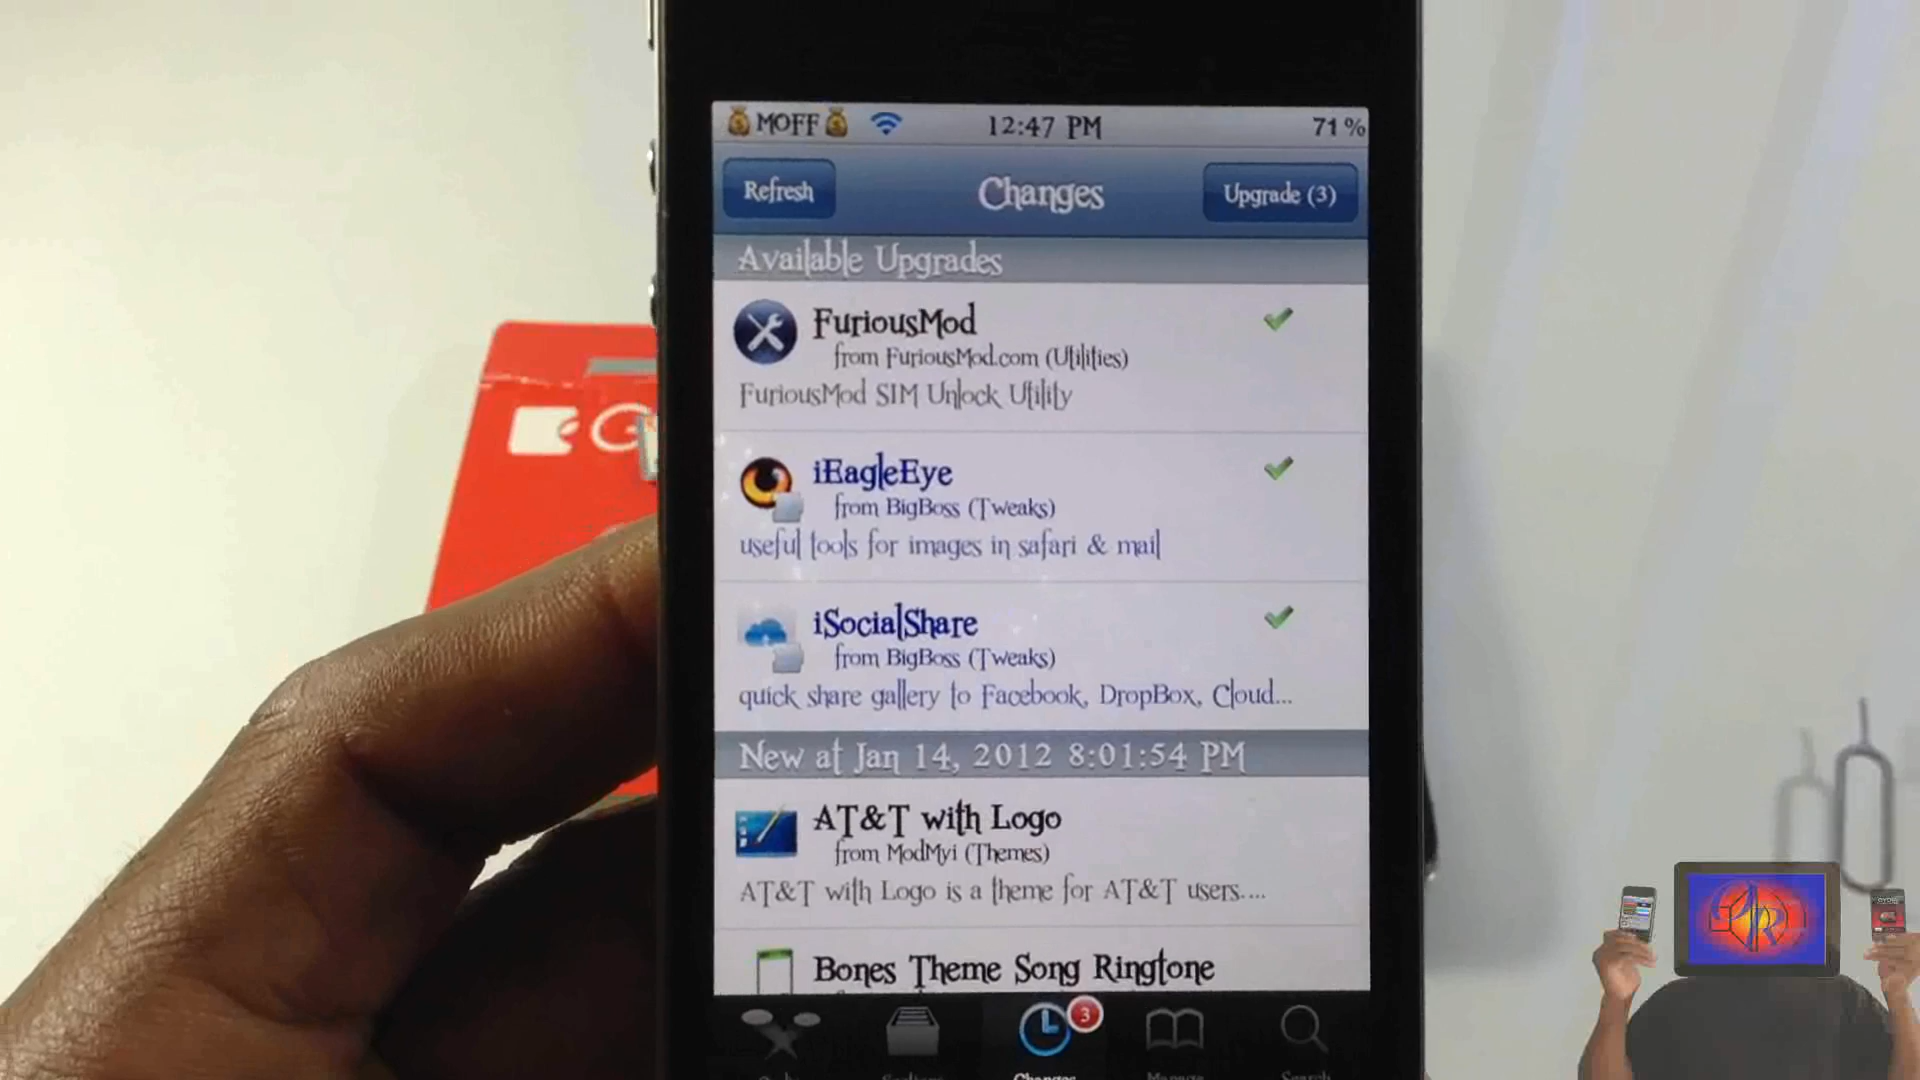 MOFF 12:47 PM 71%
Refresh Changes Upgrade (3)
Available Upgrades
FuriousMod
from FuriousMod.com (Utilities)
FuriousMod SIM Unlock Utility
iEagleEye
from BigBoss (Tweaks)
useful tools for images in safari & mail
iSocialShare
from BigBoss (Tweaks)
quick share gallery to Facebook, DropBox, Cloud...
New at Jan 14, 2012 8:01:54 PM
AT&T with Logo
from ModMyi (Themes)
AT&T with Logo is a theme for AT&T users....
Bones Theme Song Ringtone
3
Changes